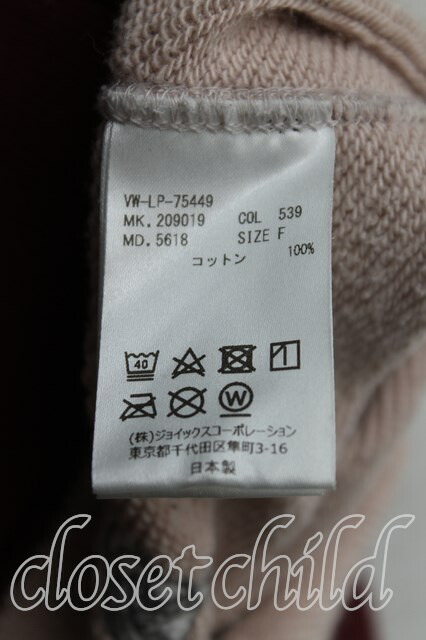 VW-LP-75449
MK.209019 COL 539
MD.5618 SIZE F
コットン 100%
40
W
(株)ジョイックスコーポレーション
東京都千代田区隼町3-16
日本製
closet child